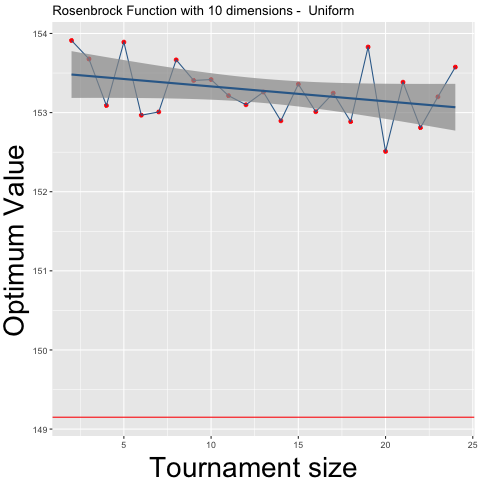 Rosenbrock Function with 10 dimensions -  Uniform
Optimum Value
154
153
152
151
150
149
5 10 15 20 25
Tournament size